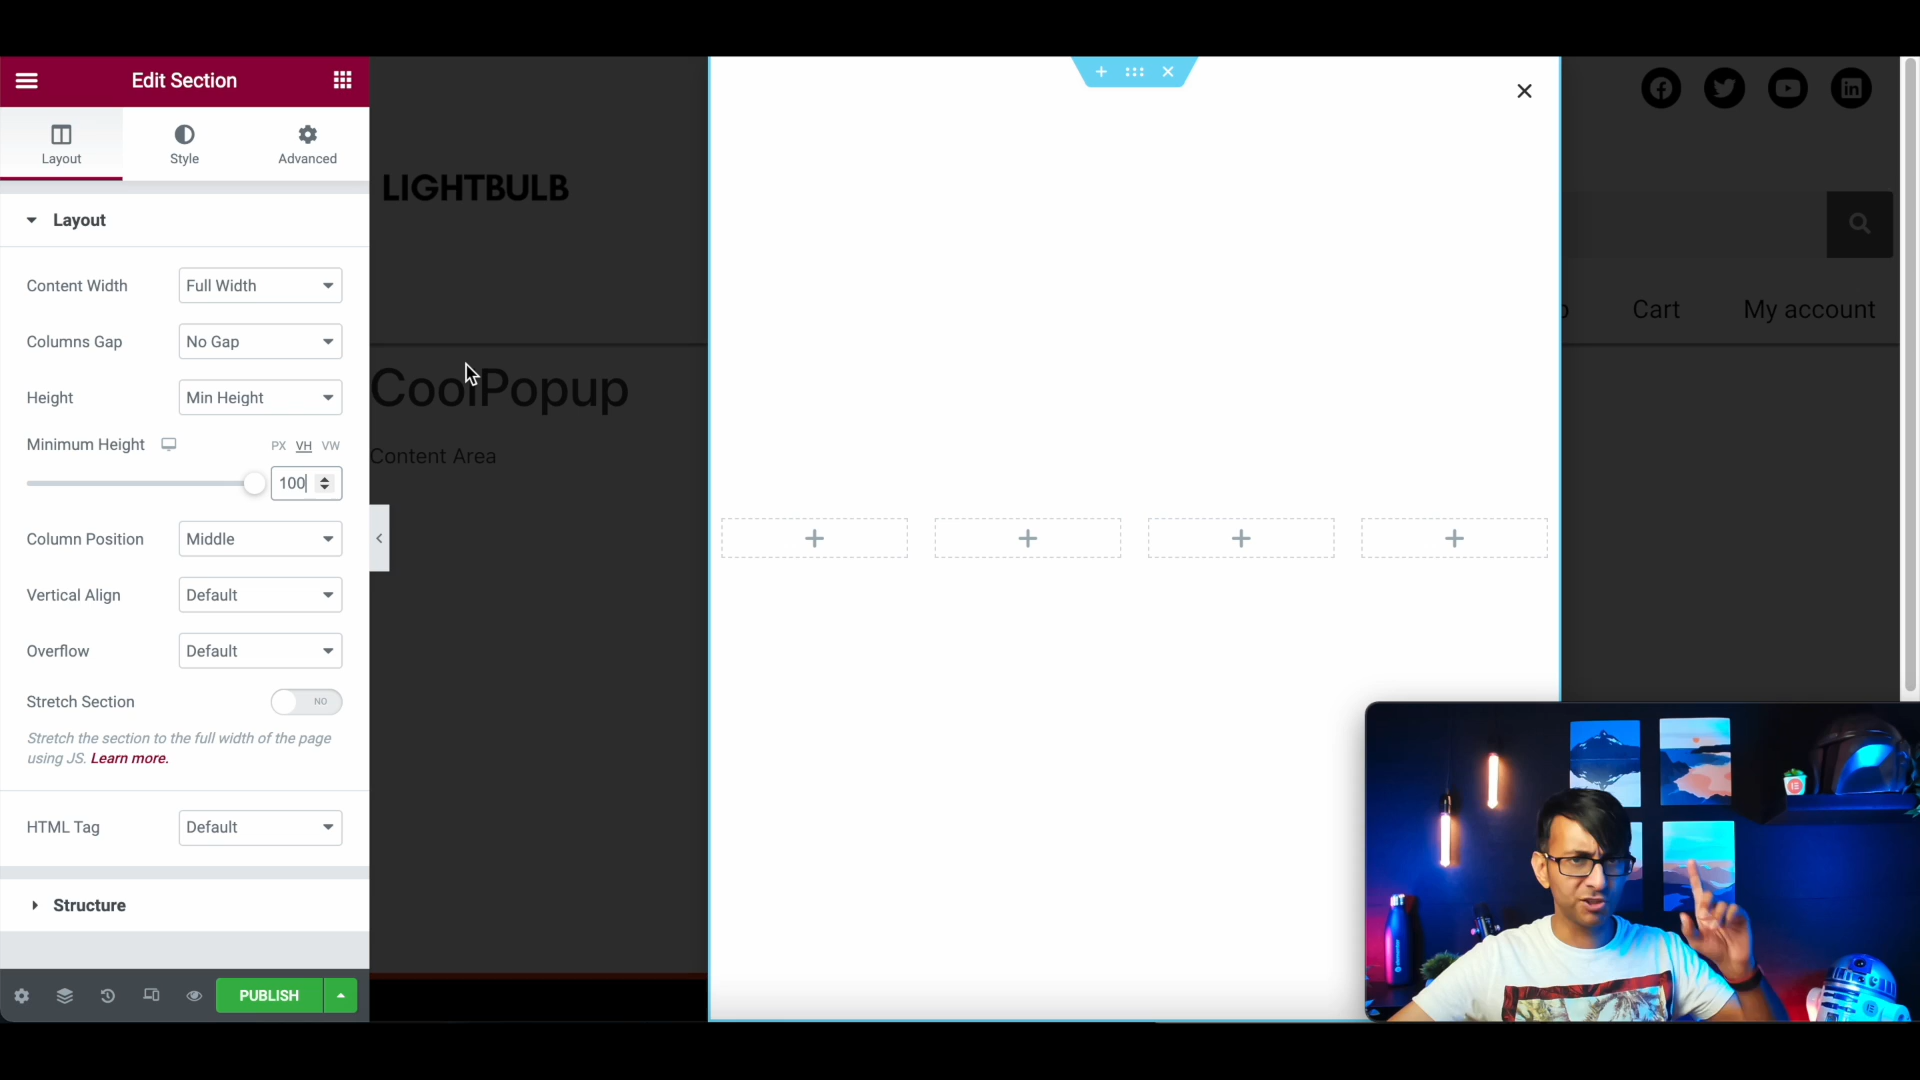 Edit Section
Layout
Style
Advanced
Layout
Content Width
Full Width
Columns Gap
No Gap
Height
Min Height
Minimum Height
PX VH VW
100
Column Position
Middle
Vertical Align
Default
Overflow
Default
Stretch Section
NO
Stretch the section to the full width of the page
using JS. Learn more.
HTML Tag
Default
Structure
PUBLISH
LIGHTBULB
CoolPopup
Content Area
Cart
My account